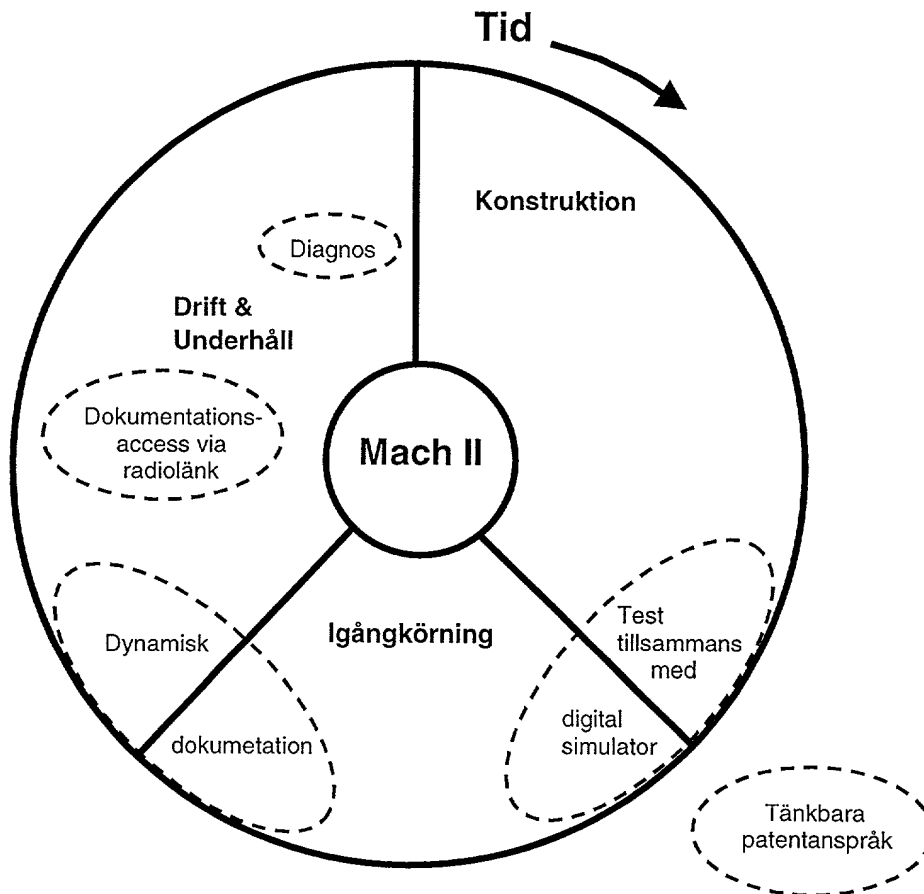 Tid
Konstruktion
Diagnos
Drift &
Underhåll
Dokumentations-
access via
radiolänk
Mach II
Igångkörning
Test
tillsammans
med
digital
simulator
Dynamisk
dokumetation
Tänkbara
patentanspråk